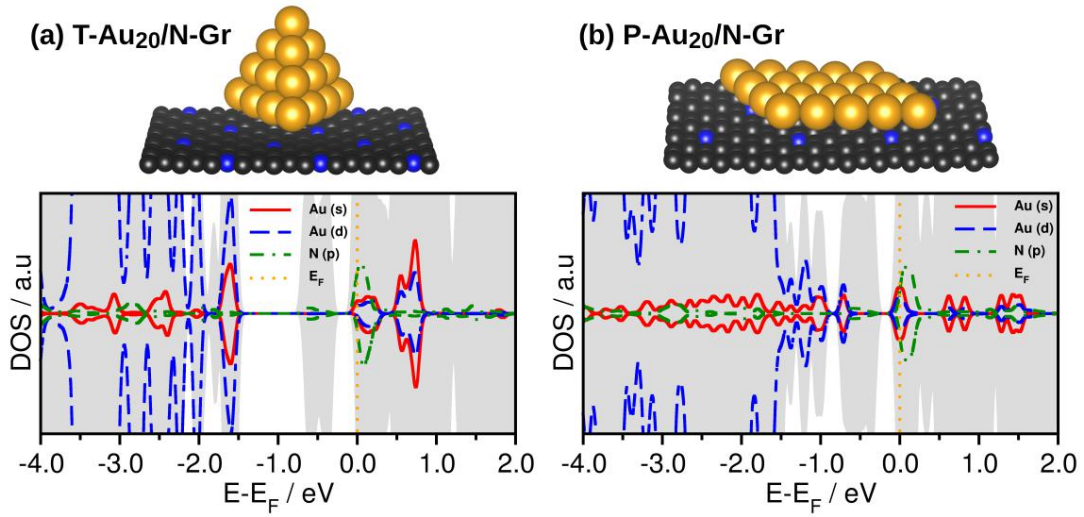 (a) T-Au20/N-Gr
(b) P-Au20/N-Gr
DOS / a.u
Au (s)
Au (d)
N (p)
EF
-4.0 -3.0 -2.0 -1.0 0.0 1.0 2.0
E-EF / eV
DOS / a.u
Au (s)
Au (d)
N (p)
EF
-4.0 -3.0 -2.0 -1.0 0.0 1.0 2.0
E-EF / eV